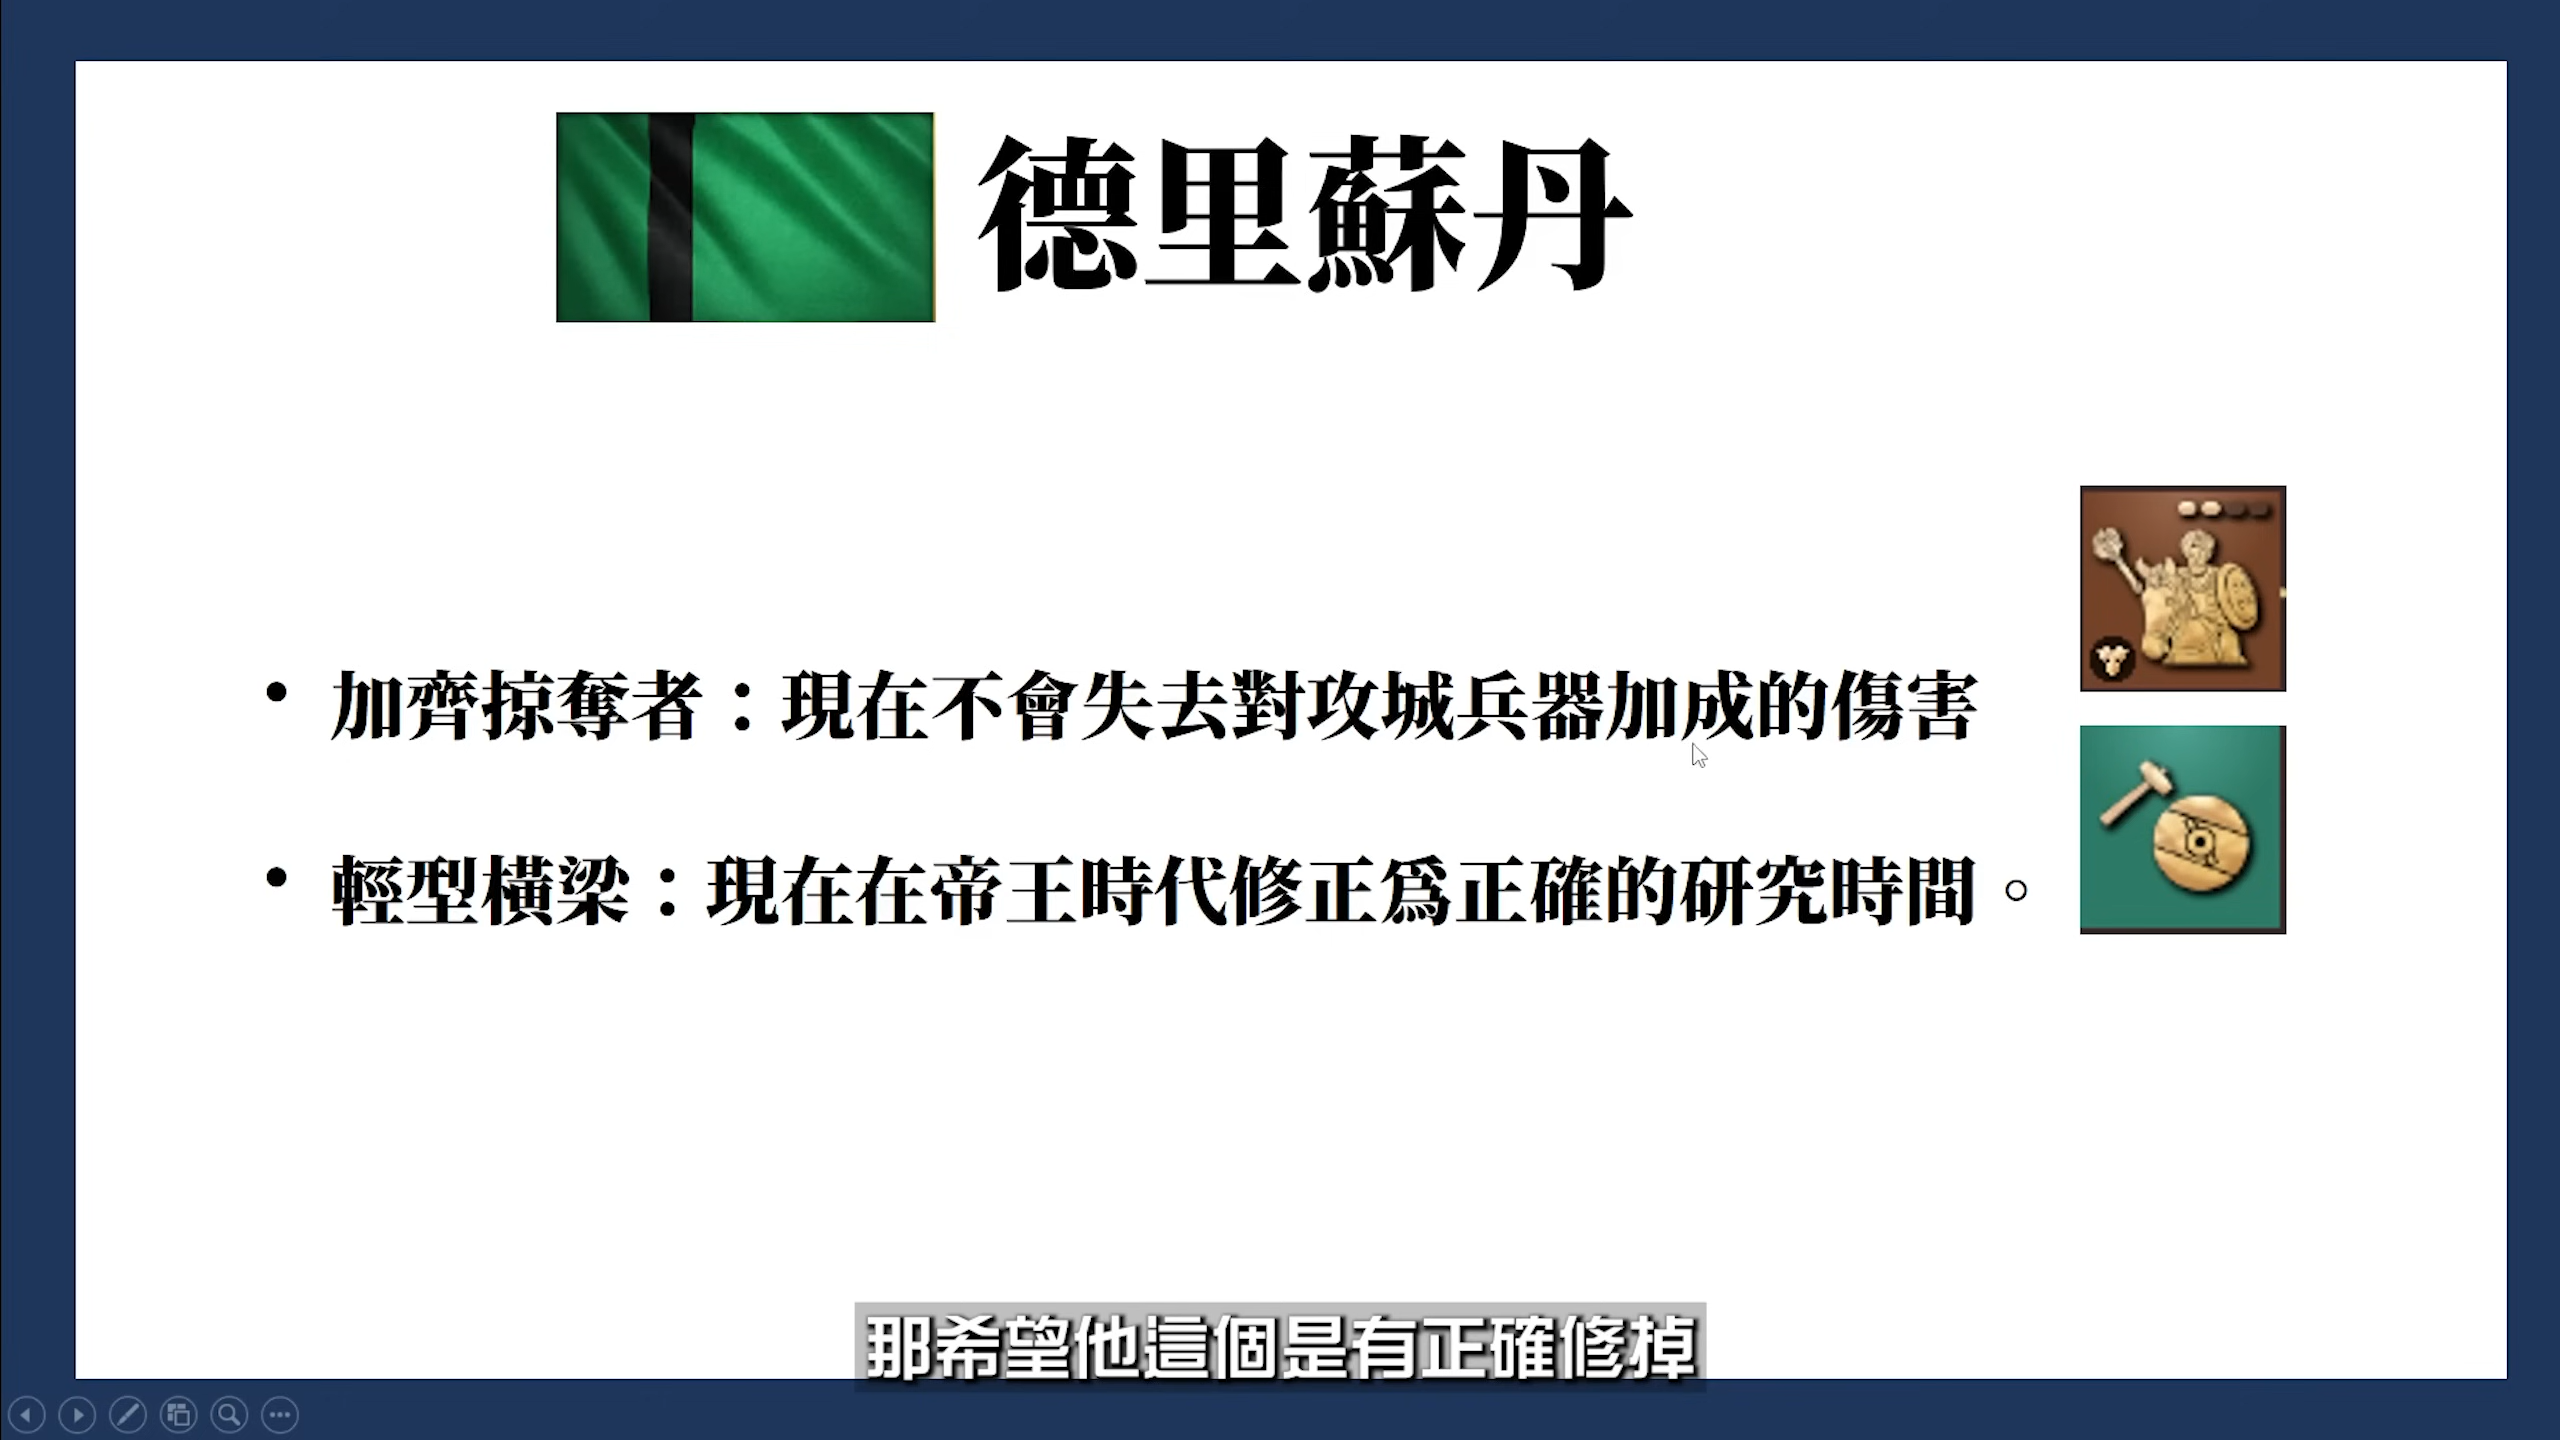 德里蘇丹
• 加齊掠奪者：現在不會失去對攻城兵器加成的傷害
• 輕型橫梁：現在在帝王時代修正爲正確的研究時間。
那希望他這個是有正確修掉